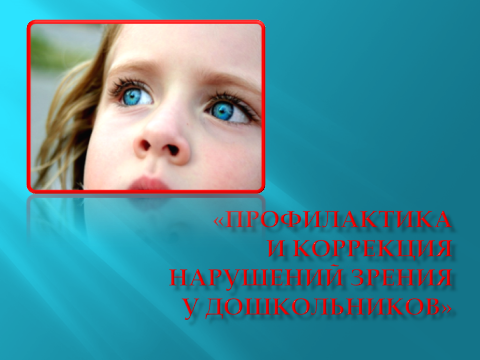 «ПРОФИЛАКТИКА
И КОРРЕКЦИЯ
НАРУШЕНИЙ ЗРЕНИЯ
У ДОШКОЛЬНИКОВ»